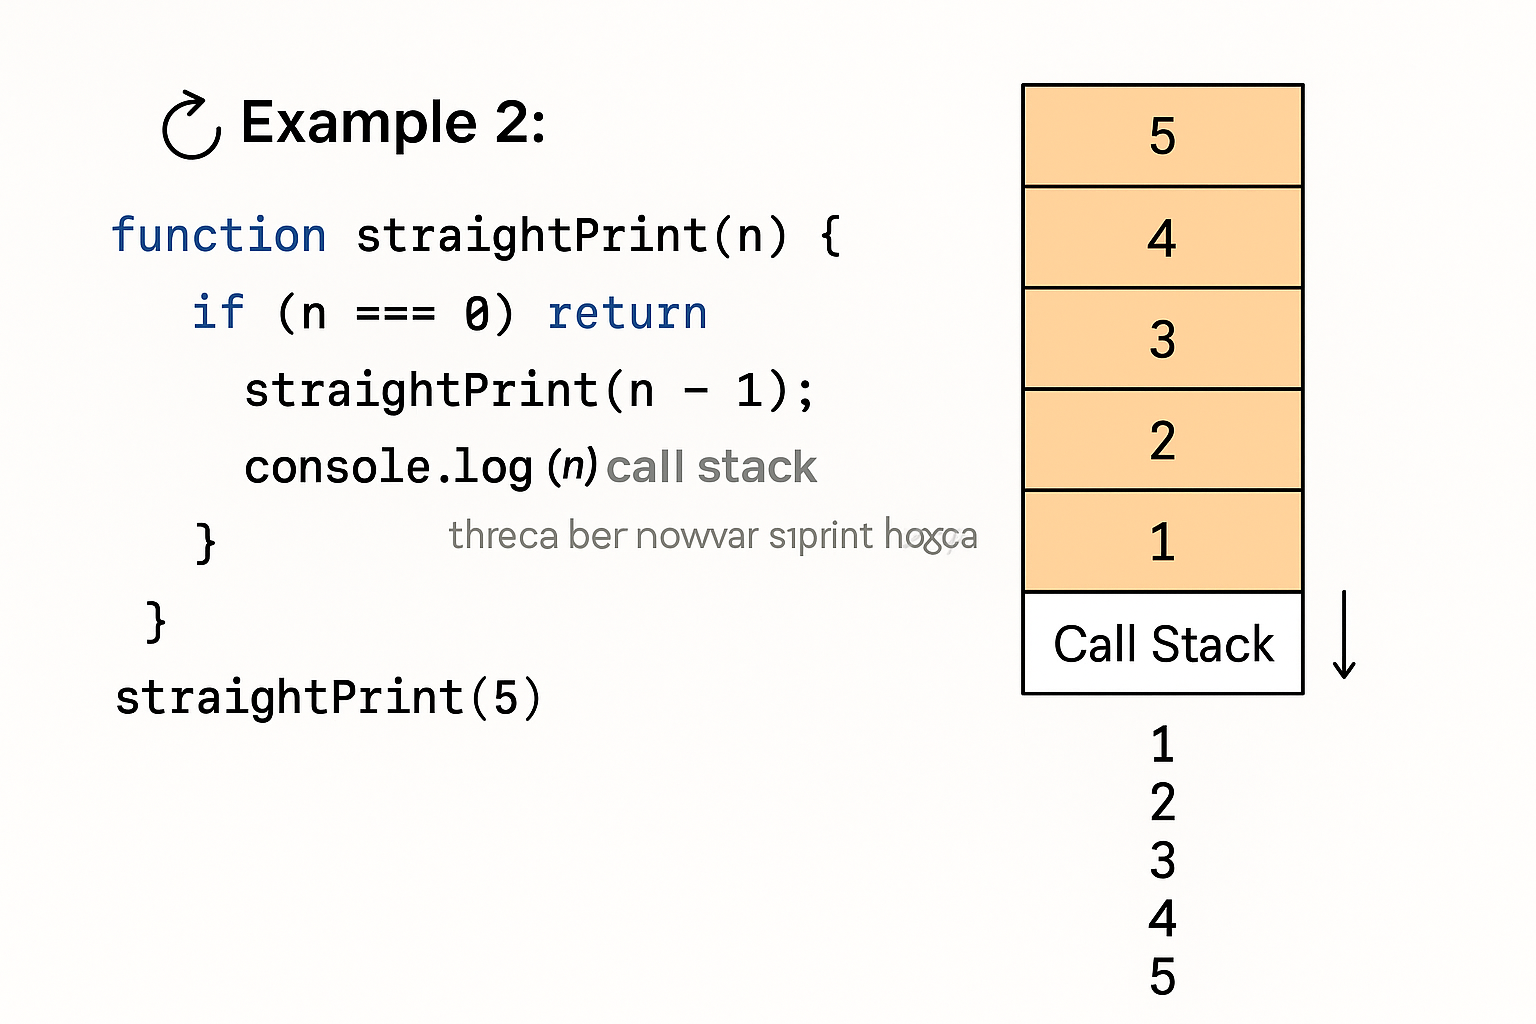 Example 2:
function straightPrint(n) {
if (n === 0) return
straightPrint(n - 1);
console.log (n) call stack
}
threca ber nowvar sıprint
}
straightPrint(5)
5
4
3
2
1
Call Stack
1
2
3
4
5